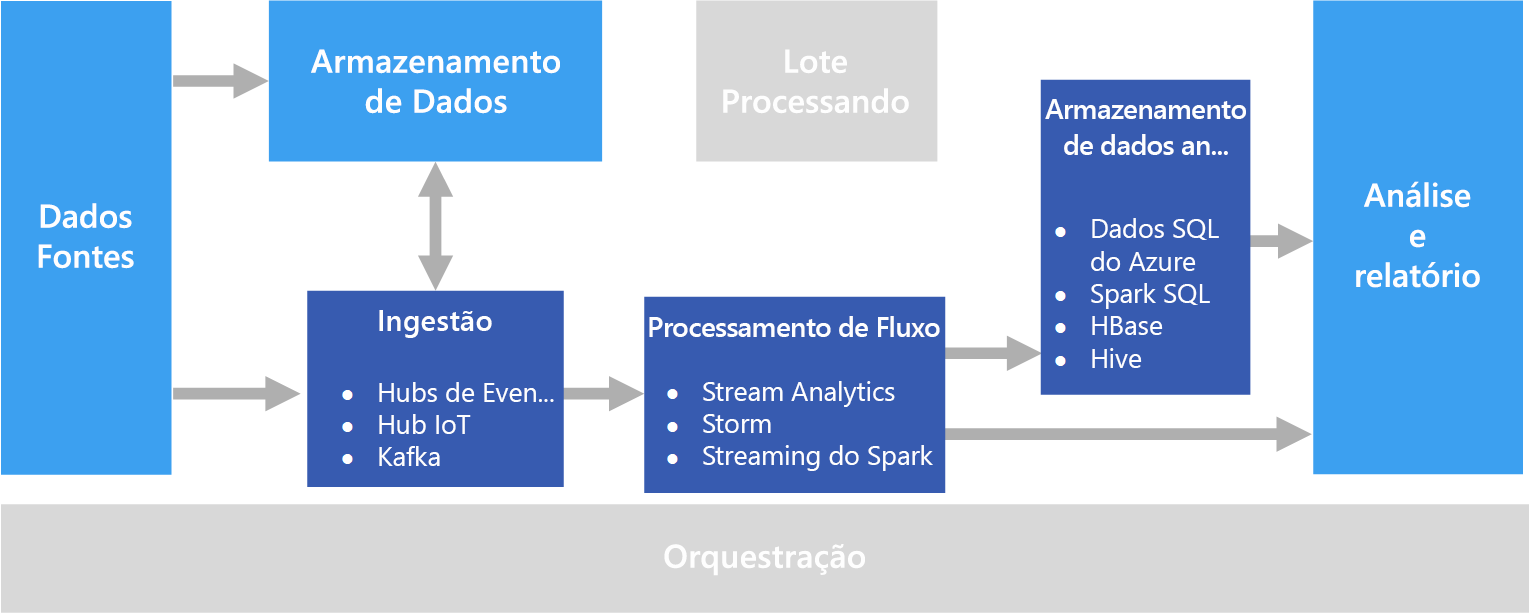 Dados
Fontes
Armazenamento
de Dados
Lote
Processando
Ingestão
● Hubs de Even...
● Hub IoT
● Kafka
Processamento de Fluxo
● Stream Analytics
● Storm
● Streaming do Spark
Armazenamento
de dados an...
● Dados SQL
do Azure
● Spark SQL
● HBase
● Hive
Análise
e
relatório
Orquestração